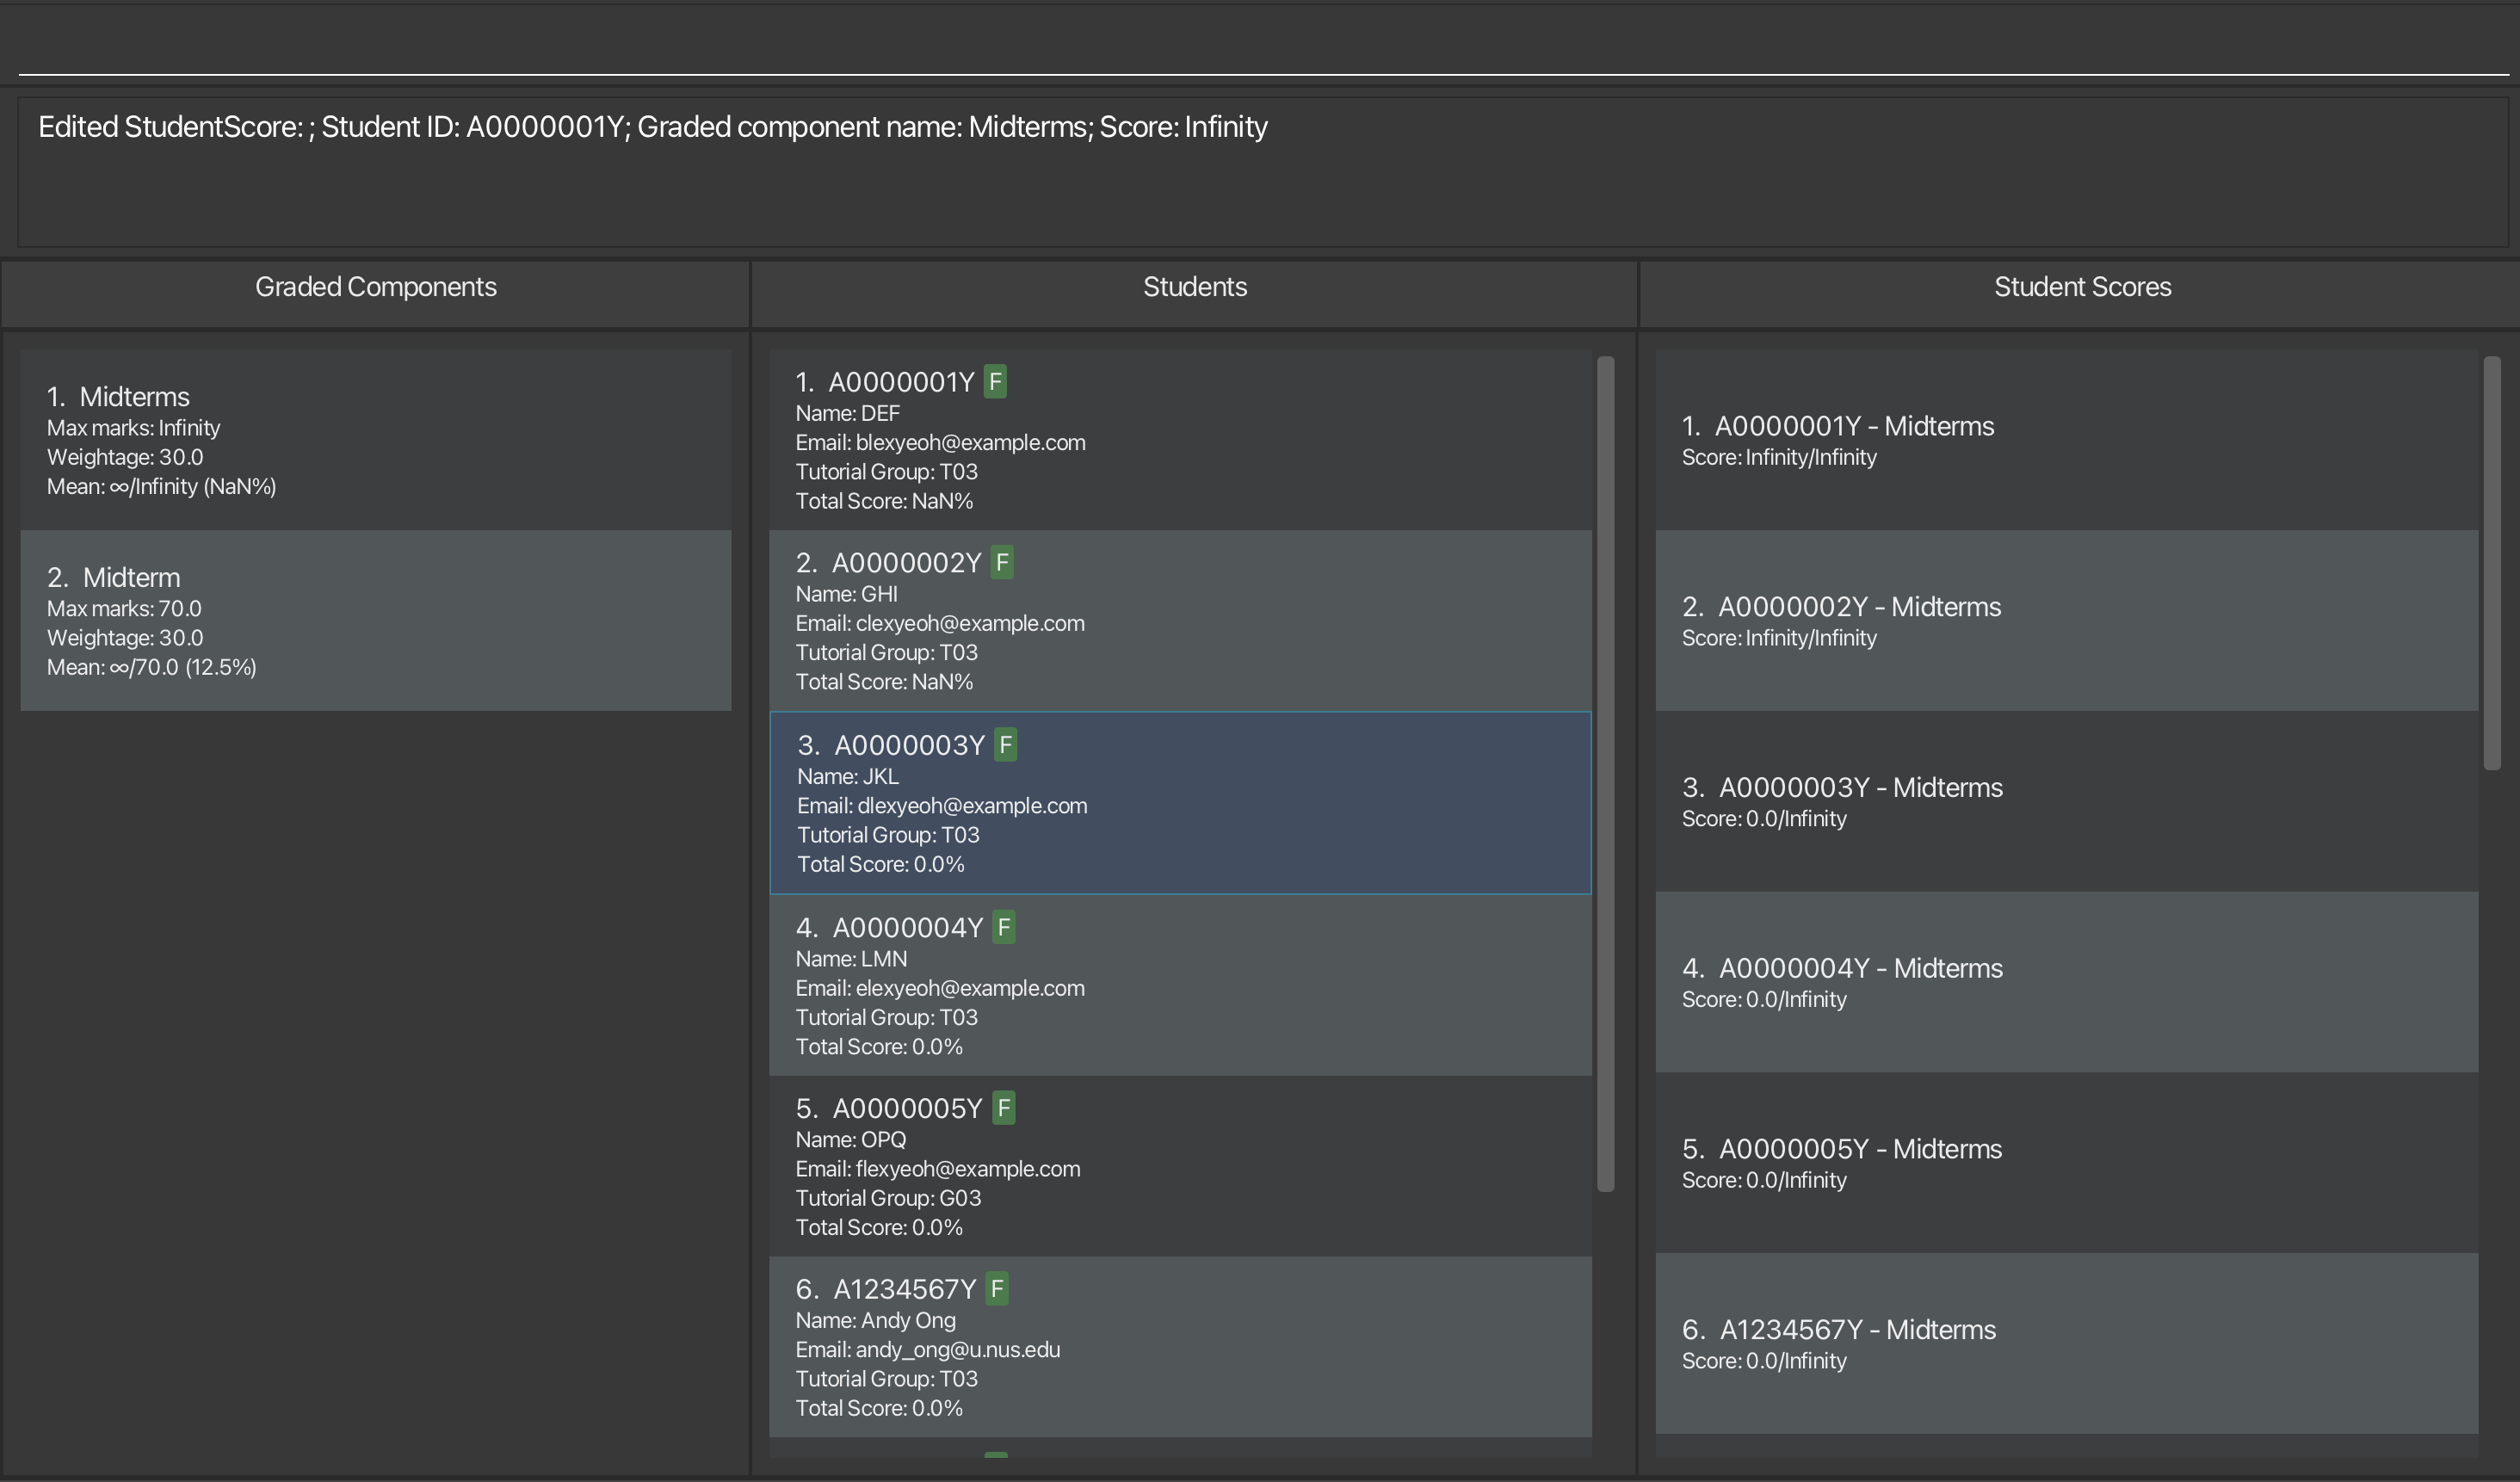 Edited StudentScore: ; Student ID: A0000001Y; Graded component name: Midterms; Score: Infinity
Graded Components
Students
Student Scores
1. Midterms
Max marks: Infinity
Weightage: 30.0
Mean: ∞/Infinity (NaN%)
2. Midterm
Max marks: 70.0
Weightage: 30.0
Mean: ∞/70.0 (12.5%)
1. A0000001Y F
Name: DEF
Email: blexyeoh@example.com
Tutorial Group: T03
Total Score: NaN%
2. A0000002Y F
Name: GHI
Email: clexyeoh@example.com
Tutorial Group: T03
Total Score: NaN%
3. A0000003Y F
Name: JKL
Email: dlexyeoh@example.com
Tutorial Group: T03
Total Score: 0.0%
4. A0000004Y F
Name: LMN
Email: elexyeoh@example.com
Tutorial Group: T03
Total Score: 0.0%
5. A0000005Y F
Name: OPQ
Email: flexyeoh@example.com
Tutorial Group: G03
Total Score: 0.0%
6. A1234567Y F
Name: Andy Ong
Email: andy_ong@u.nus.edu
Tutorial Group: T03
Total Score: 0.0%
1. A0000001Y - Midterms
Score: Infinity/Infinity
2. A0000002Y - Midterms
Score: Infinity/Infinity
3. A0000003Y - Midterms
Score: 0.0/Infinity
4. A0000004Y - Midterms
Score: 0.0/Infinity
5. A0000005Y - Midterms
Score: 0.0/Infinity
6. A1234567Y - Midterms
Score: 0.0/Infinity